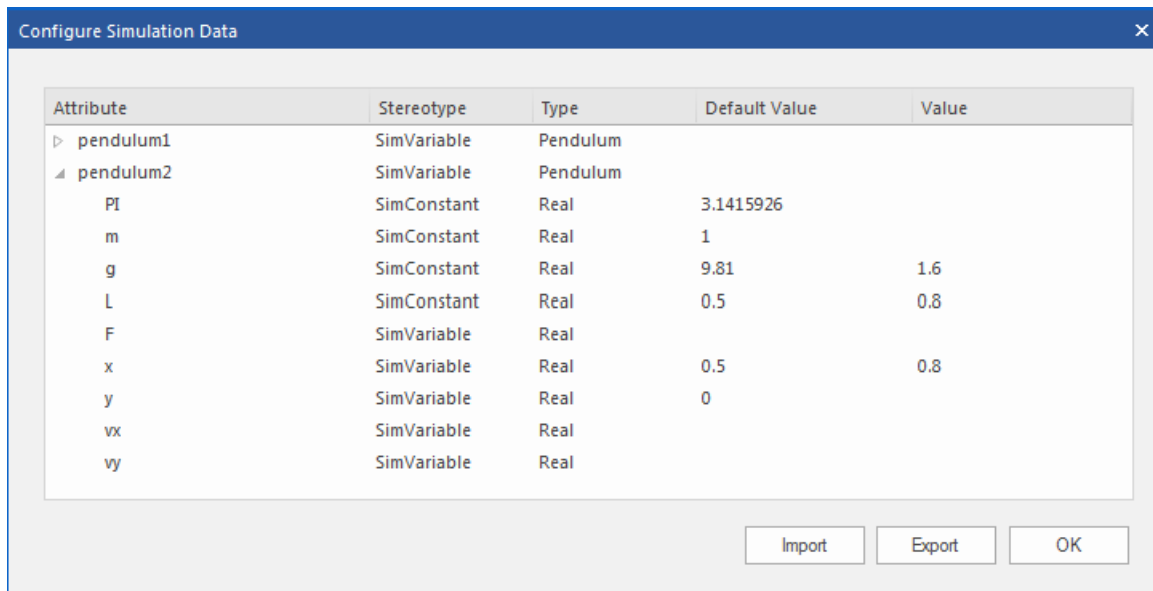 Configure Simulation Data
Attribute Stereotype Type Default Value Value
pendulum1 SimVariable Pendulum
pendulum2 SimVariable Pendulum
PI SimConstant Real 3.1415926
m SimConstant Real 1
g SimConstant Real 9.81 1.6
L SimConstant Real 0.5 0.8
F SimVariable Real
x SimVariable Real 0.5 0.8
y SimVariable Real 0
vx SimVariable Real
vy SimVariable Real
Import Export OK